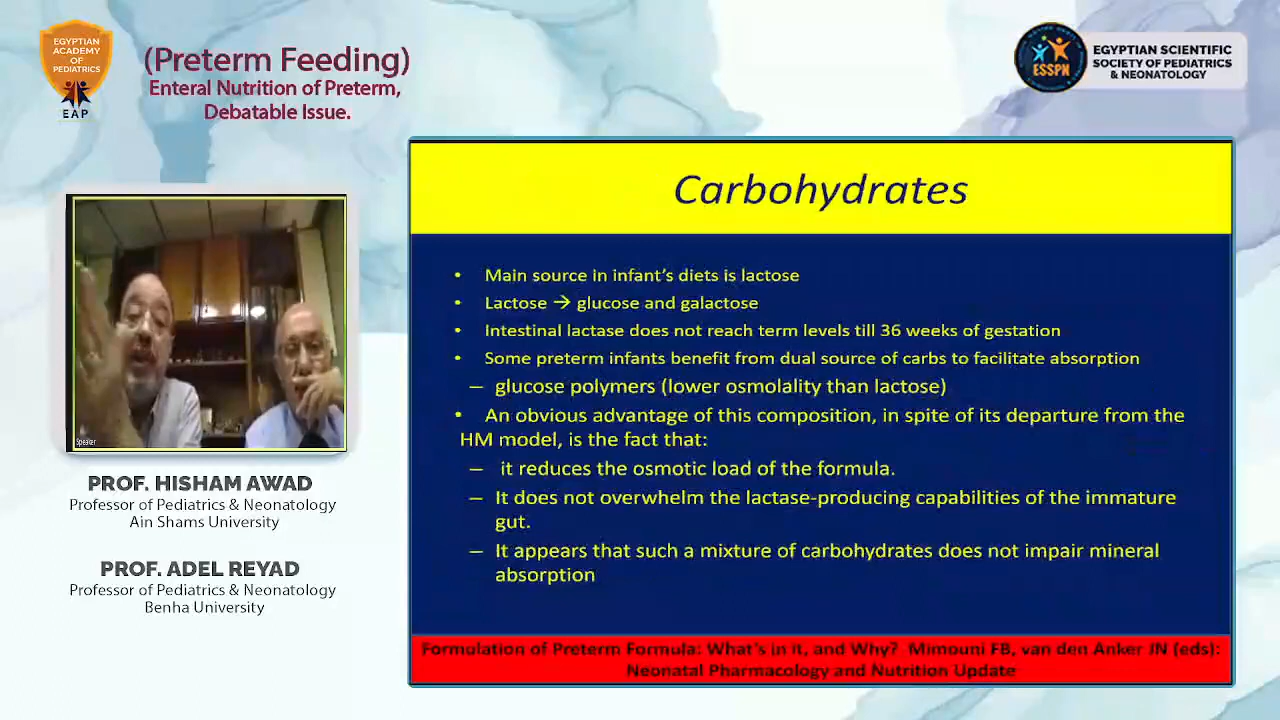 EGYPTIAN
ACADEMY
OF
PEDIATRICS
EAP
(Preterm Feeding)
Enteral Nutrition of Preterm,
Debatable Issue.
ESSPN
EGYPTIAN SCIENTIFIC
SOCIETY OF PEDIATRICS
& NEONATOLOGY
Speaker
PROF. HISHAM AWAD
Professor of Pediatrics & Neonatology
Ain Shams University
PROF. ADEL REYAD
Professor of Pediatrics & Neonatology
Benha University
Carbohydrates
• Main source in infant's diets is lactose
• Lactose → glucose and galactose
• Intestinal lactase does not reach term levels till 36 weeks of gestation
• Some preterm infants benefit from dual source of carbs to facilitate absorption
– glucose polymers (lower osmolality than lactose)
• An obvious advantage of this composition, in spite of its departure from the
HM model, is the fact that:
– it reduces the osmotic load of the formula.
– It does not overwhelm the lactase-producing capabilities of the immature
gut.
– It appears that such a mixture of carbohydrates does not impair mineral
absorption
Formulation of Preterm Formula: What's in it, and Why? Mimouni FB, van den Anker JN (eds):
Neonatal Pharmacology and Nutrition Update